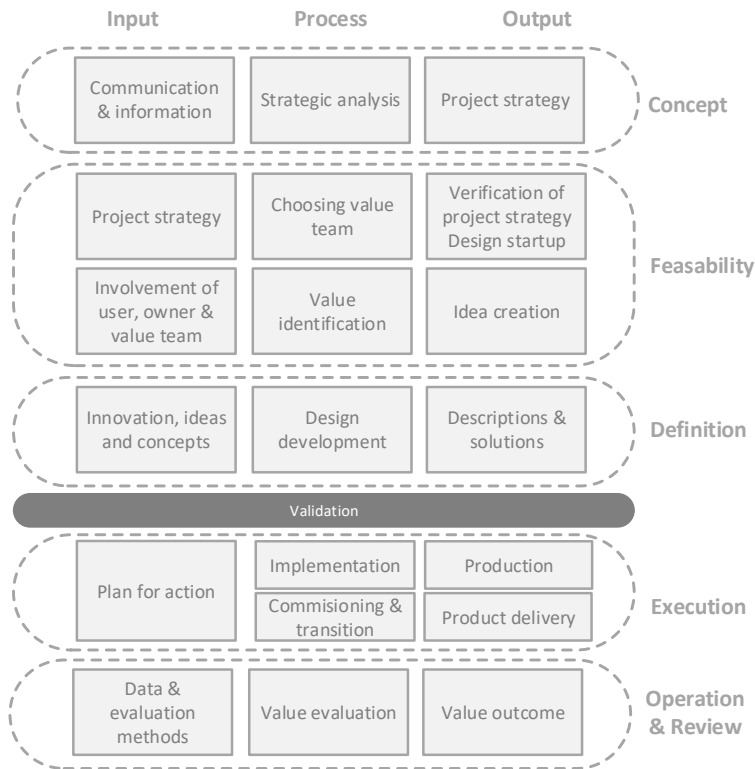 Input
Process
Output
Communication
& information
Strategic analysis
Project strategy
Concept
Project strategy
Choosing value
team
Verification of
project strategy
Design startup
Feasability
Involvement of
user, owner &
value team
Value
identification
Idea creation
Innovation, ideas
and concepts
Design
development
Descriptions &
solutions
Definition
Validation
Plan for action
Implementation
Production
Commisioning &
transition
Product delivery
Execution
Data &
evaluation
methods
Value evaluation
Value outcome
Operation
& Review